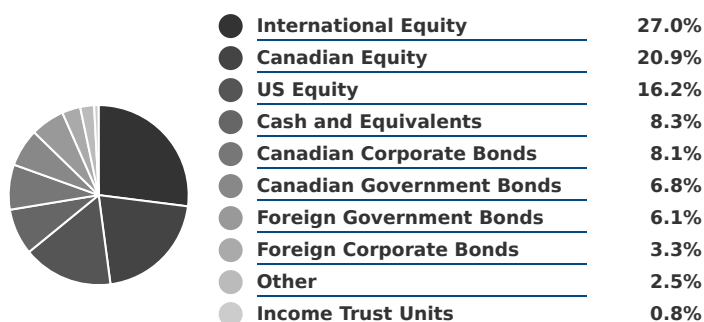 International Equity 27.0%
Canadian Equity 20.9%
US Equity 16.2%
Cash and Equivalents 8.3%
Canadian Corporate Bonds 8.1%
Canadian Government Bonds 6.8%
Foreign Government Bonds 6.1%
Foreign Corporate Bonds 3.3%
Other 2.5%
Income Trust Units 0.8%